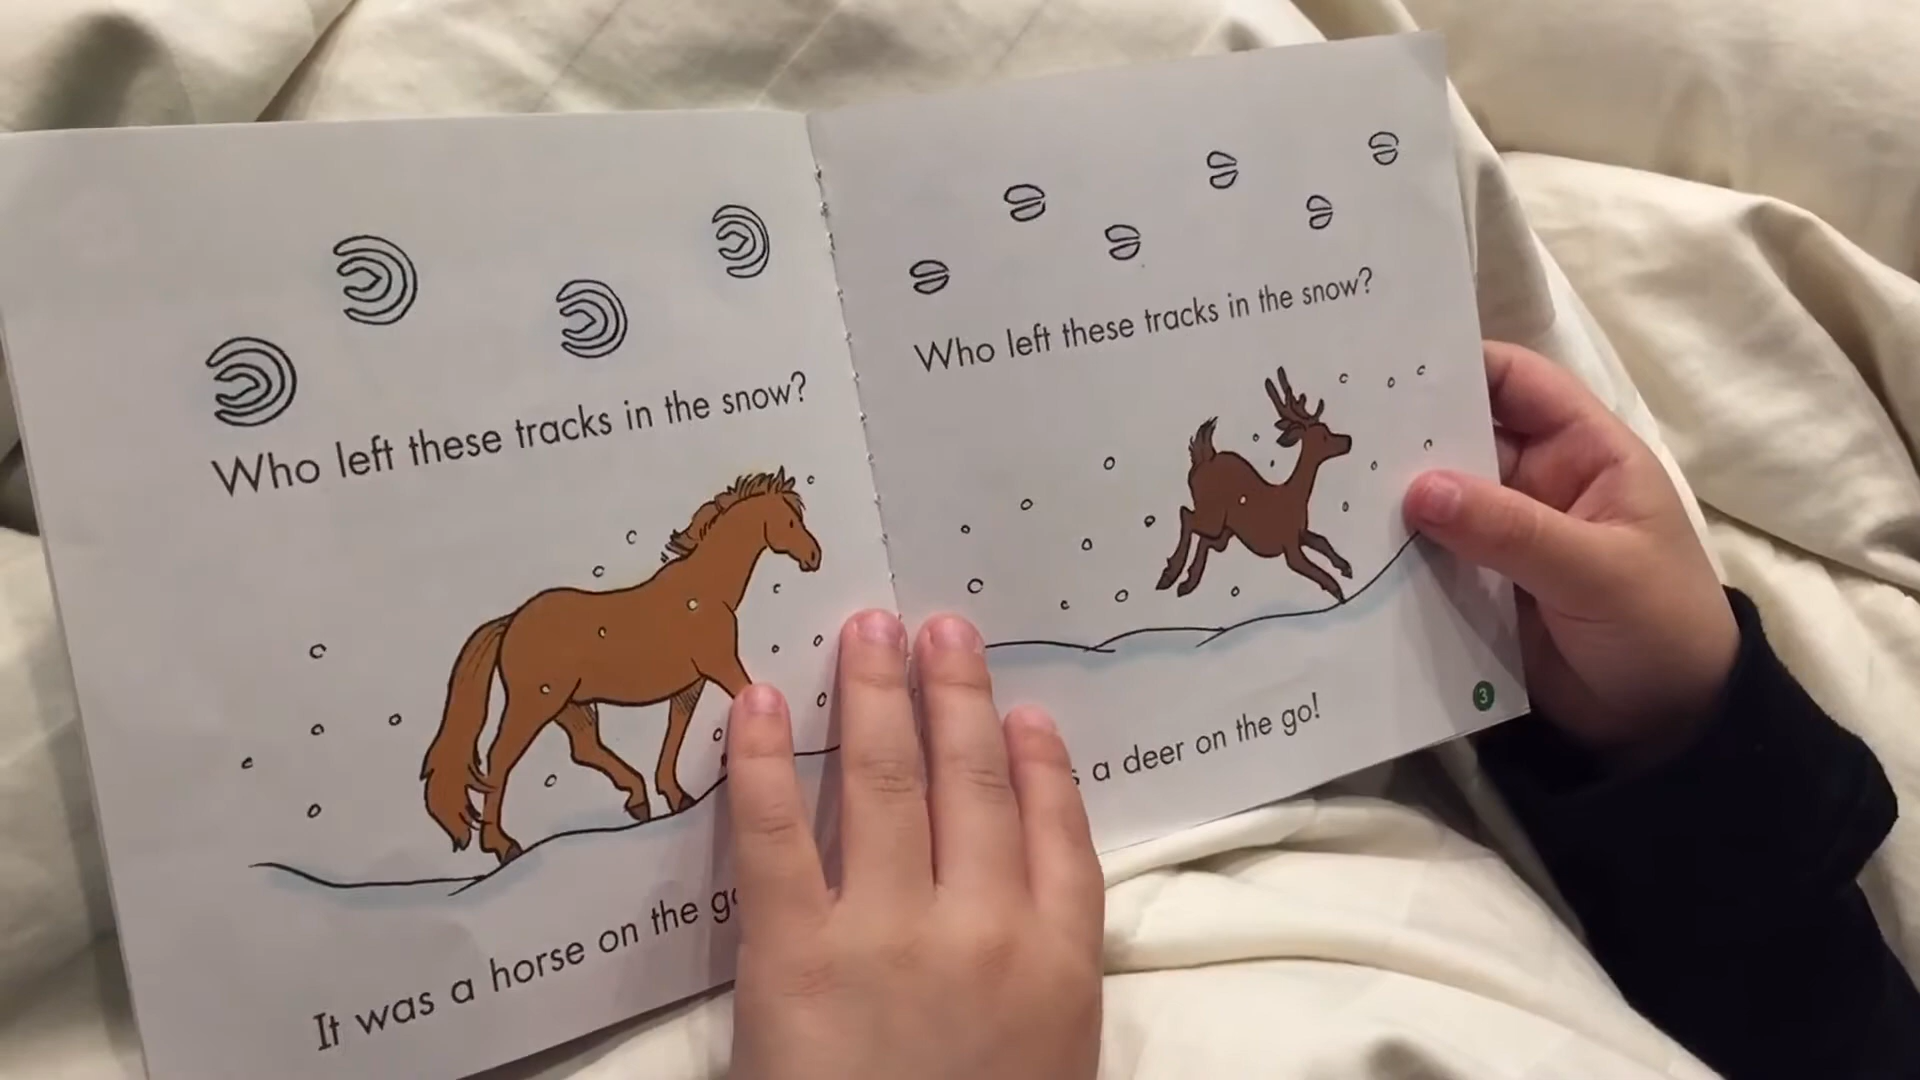 Who left these tracks in the snow?
It was a horse on the
Who left these tracks in the snow?
a deer on the go!
3